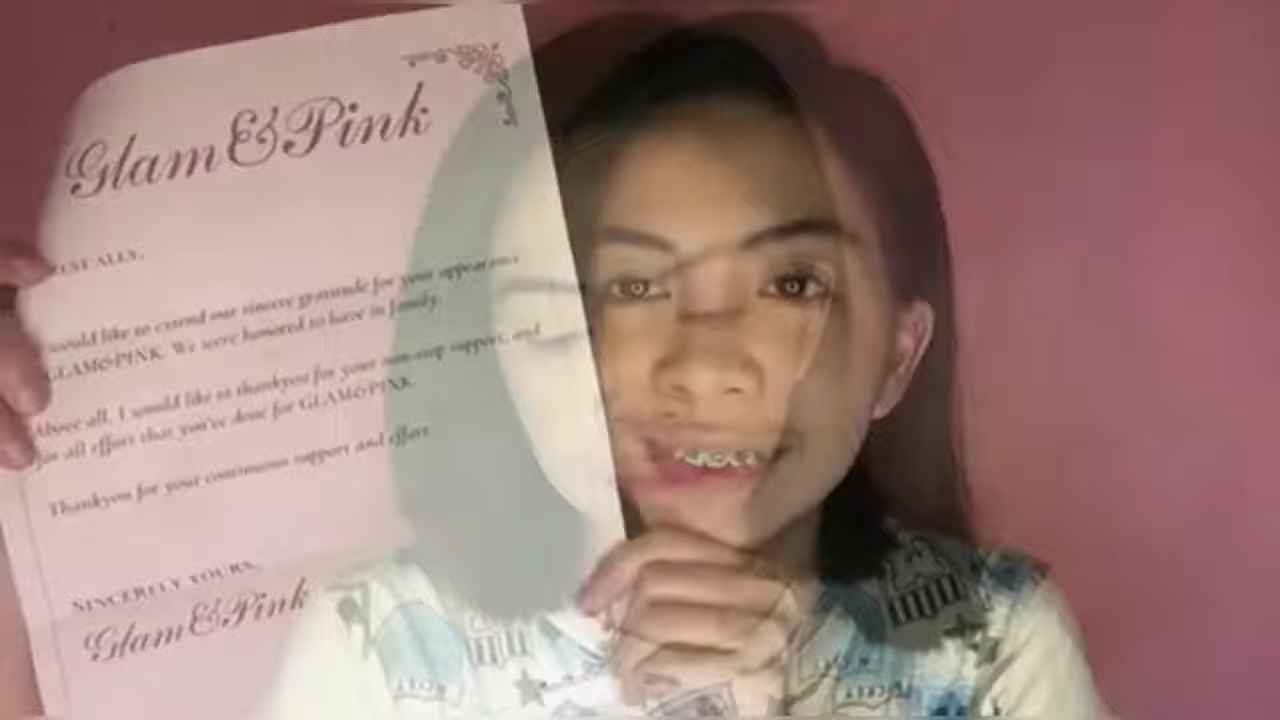 Glam&Pink
ALLY,
would like to extend our sincere gratitude for your appearance
GLAM&PINK. We were honored to have in family.
Above all, I would like to thankyou for your non-stop support, and
for all effort that you've done for GLAM&PINK
Thankyou for your continuous support and effort
SINCERELY YOURS,
Glam&Pink